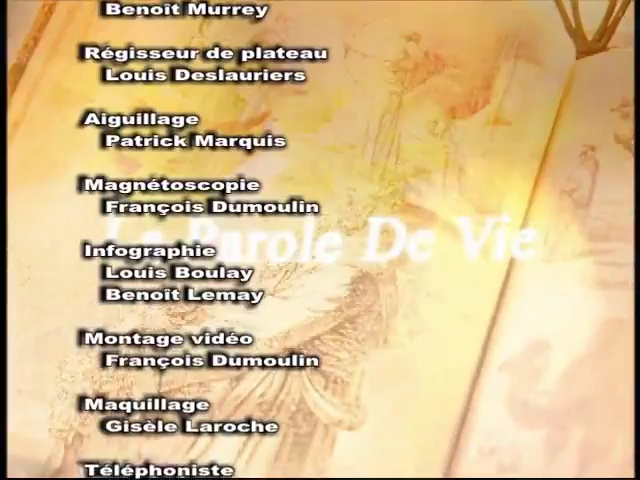 Benoît Murrey
Régisseur de plateau
Louis Deslauriers
Aiguillage
Patrick Marquis
Magnétoscopie
François Dumoulin
La Parole De Vie
Infographie
Louis Boulay
Benoît Lemay
Montage vidéo
François Dumoulin
Maquillage
Gisèle Laroche
Téléphoniste